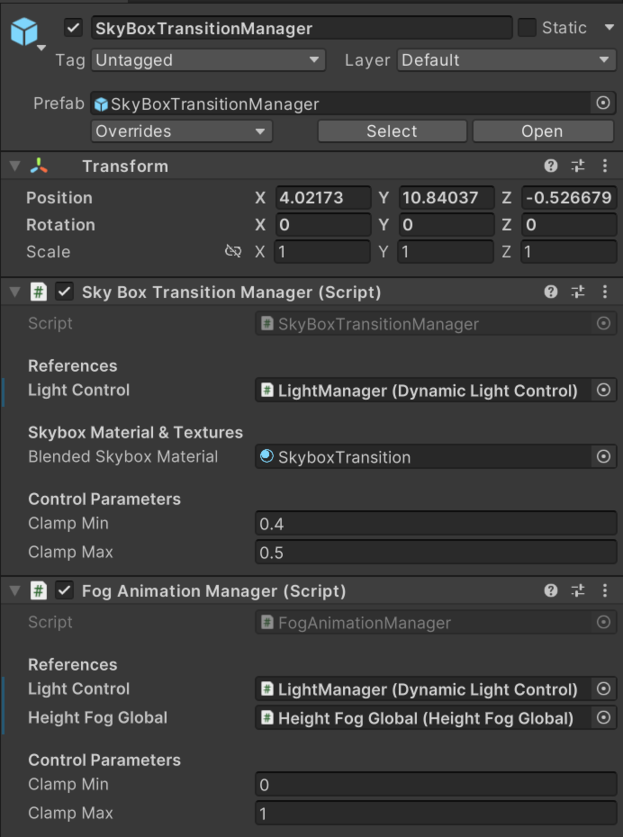 SkyBoxTransitionManager Static
Tag Untagged Layer Default
Prefab SkyBoxTransitionManager
Overrides Select Open
Transform
Position X 4.02173 Y 10.84037 Z -0.526679
Rotation X 0 Y 0 Z 0
Scale X 1 Y 1 Z 1
# Sky Box Transition Manager (Script)
Script # SkyBoxTransitionManager
References
Light Control # LightManager (Dynamic Light Control)
Skybox Material & Textures
Blended Skybox Material SkyboxTransition
Control Parameters
Clamp Min 0.4
Clamp Max 0.5
# Fog Animation Manager (Script)
Script # FogAnimationManager
References
Light Control # LightManager (Dynamic Light Control)
Height Fog Global # Height Fog Global (Height Fog Global)
Control Parameters
Clamp Min 0
Clamp Max 1